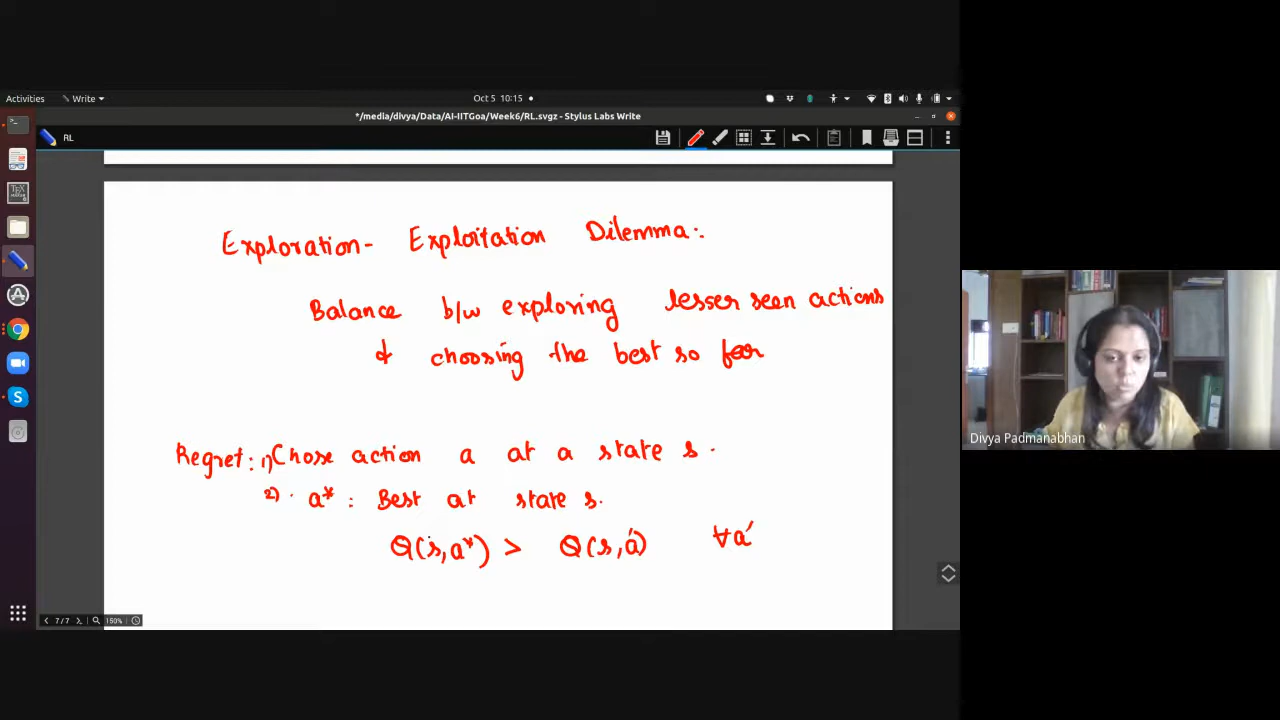 Activities Write Oct 5 10:15
*/media/divya/Data/AI-IITGoa/Week6/RL.svgz - Stylus Labs Write
RL
Exploration- Exploitation Dilemma:.
Balance b/w exploring lesser seen actions
& choosing the best so far
Regret: 1) Chose action a at a state s.
2) . a* : Best at state s.
Q(s,a*) > Q(s,a') ∀a'
Divya Padmanabhan
7/7 150%